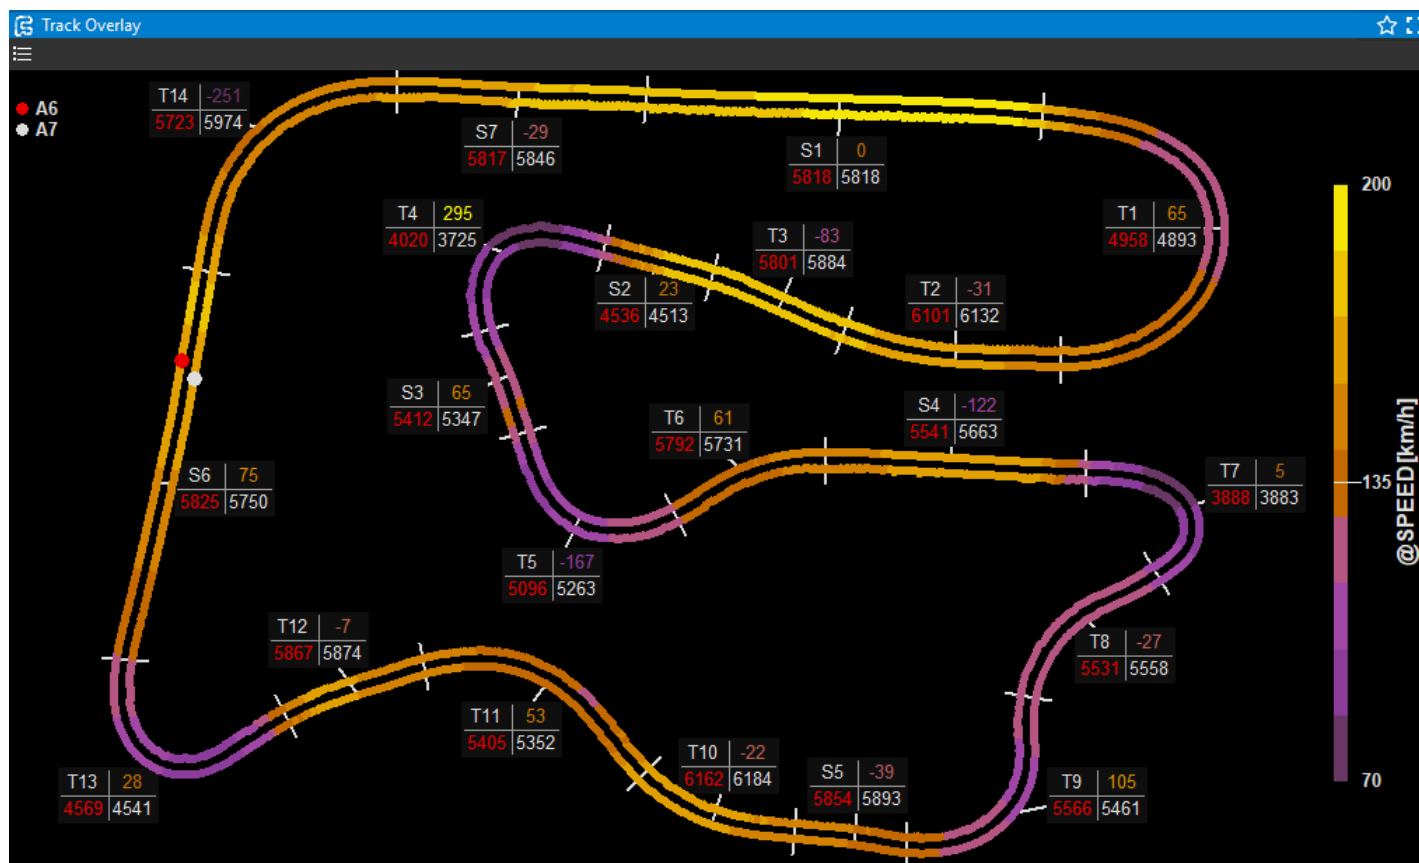 Track Overlay
A6
A7
T14 -251
5723 5974
S7 -29
5817 5846
S1 0
5818 5818
200
T4 295
4020 3725
T1 65
4958 4893
T3 -83
5801 5884
S2 23
4536 4513
T2 -31
6101 6132
S3 65
5412 5347
T6 61
5792 5731
S4 -122
5541 5663
S6 75
5825 5750
T7 5
3888 3883
135
@SPEED[km/h]
T5 -167
5096 5263
T12 -7
5867 5874
T8 -27
5531 5558
T11 53
5405 5352
T10 -22
6162 6184
S5 -39
5854 5893
T13 28
4569 4541
T9 105
5566 5461
70